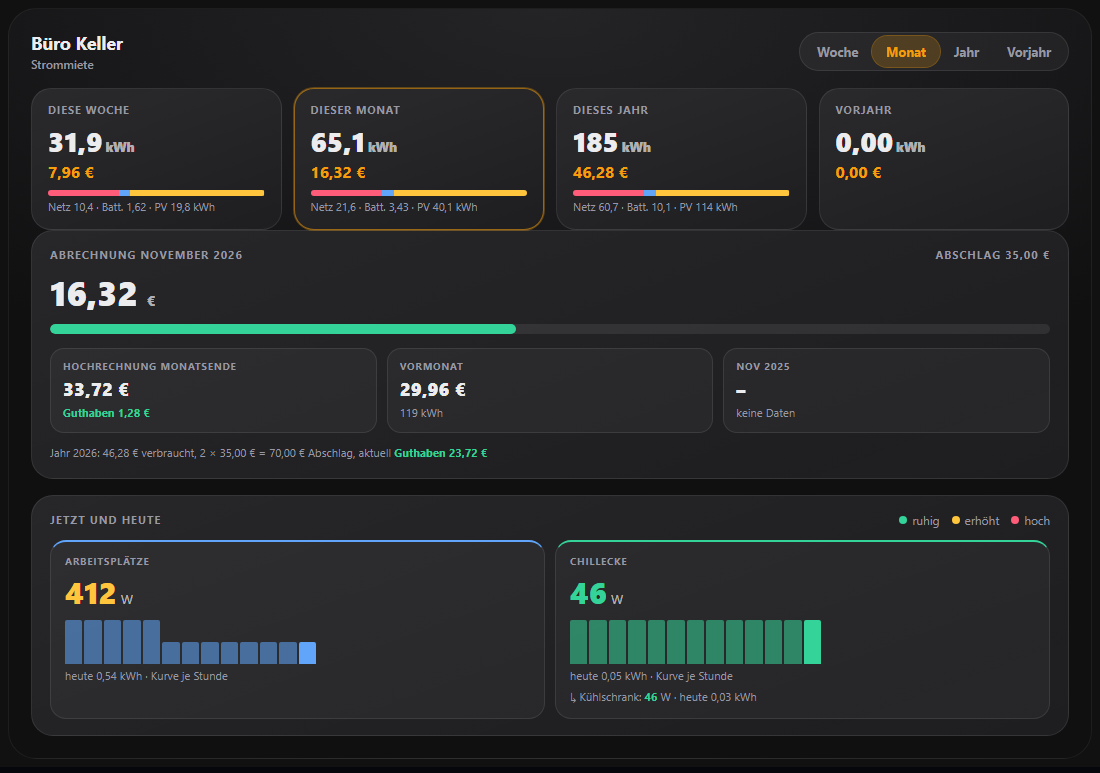 Büro Keller
Strommiete
Woche Monat Jahr Vorjahr
DIESE WOCHE
31,9 kWh
7,96 €
Netz 10,4 · Batt. 1,62 · PV 19,8 kWh
DIESER MONAT
65,1 kWh
16,32 €
Netz 21,6 · Batt. 3,43 · PV 40,1 kWh
DIESES JAHR
185 kWh
46,28 €
Netz 60,7 · Batt. 10,1 · PV 114 kWh
VORJAHR
0,00 kWh
0,00 €
ABRECHNUNG NOVEMBER 2026
ABSCHLAG 35,00 €
16,32 €
HOCHRECHNUNG MONATSENDE
33,72 €
Guthaben 1,28 €
VORMONAT
29,96 €
119 kWh
NOV 2025
–
keine Daten
Jahr 2026: 46,28 € verbraucht, 2 × 35,00 € = 70,00 € Abschlag, aktuell Guthaben 23,72 €
JETZT UND HEUTE
ruhig erhöht hoch
ARBEITSPLÄTZE
412 W
heute 0,54 kWh · Kurve je Stunde
CHILLECKE
46 W
heute 0,05 kWh · Kurve je Stunde
↳ Kühlschrank: 46 W · heute 0,03 kWh